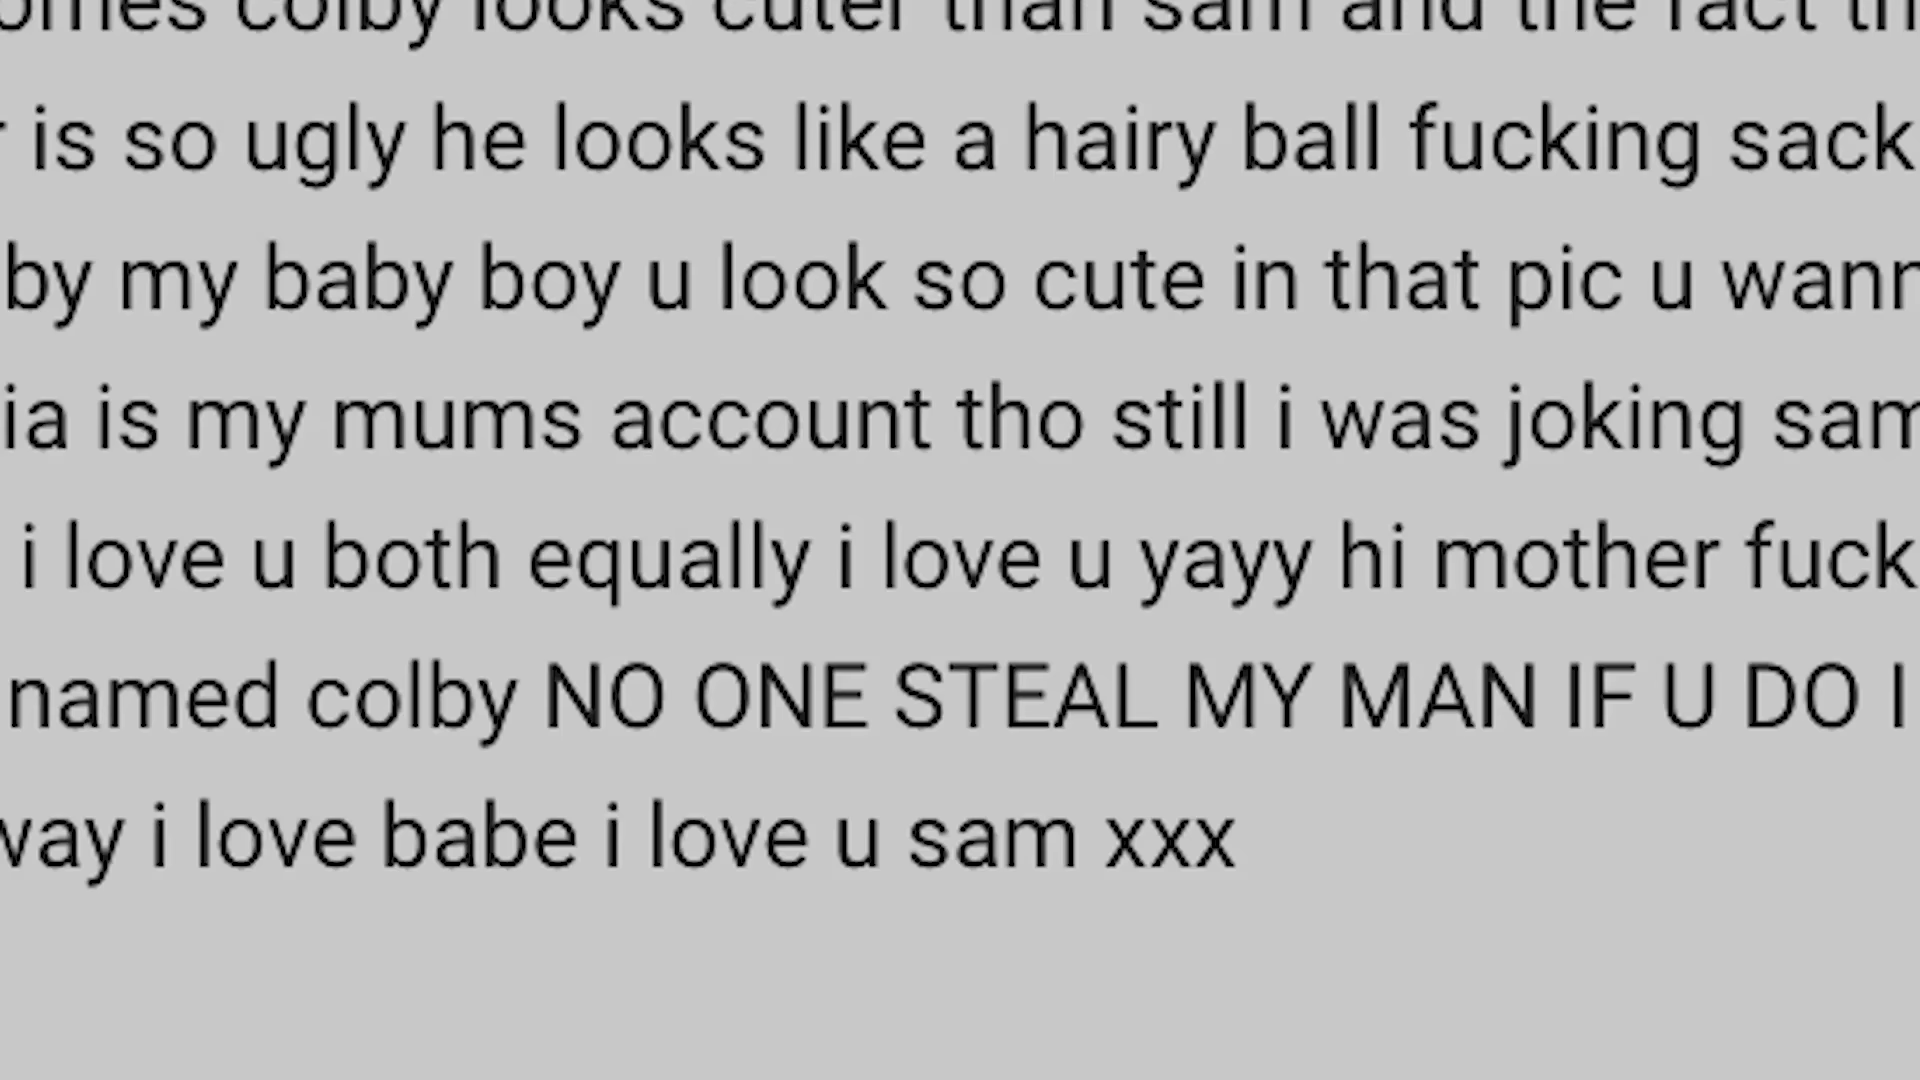 omes colby looks cuter than sam and the fact th
r is so ugly he looks like a hairy ball fucking sack
by my baby boy u look so cute in that pic u wann
ia is my mums account tho still i was joking sam
i love u both equally i love u yayy hi mother fuck
named colby NO ONE STEAL MY MAN IF U DO I
way i love babe i love u sam xxx